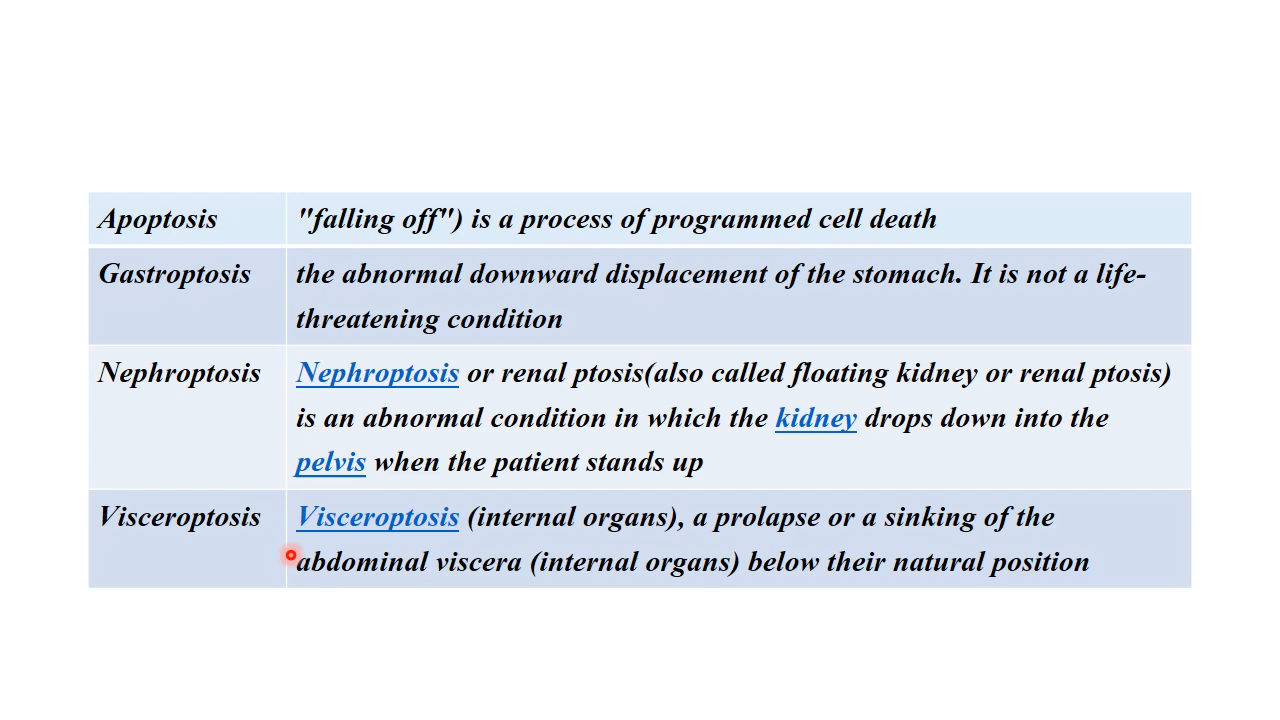 Apoptosis
"falling off") is a process of programmed cell death
Gastroptosis
the abnormal downward displacement of the stomach. It is not a life-
threatening condition
Nephroptosis
Nephroptosis or renal ptosis(also called floating kidney or renal ptosis)
is an abnormal condition in which the kidney drops down into the
pelvis when the patient stands up
Visceroptosis
Visceroptosis (internal organs), a prolapse or a sinking of the
abdominal viscera (internal organs) below their natural position